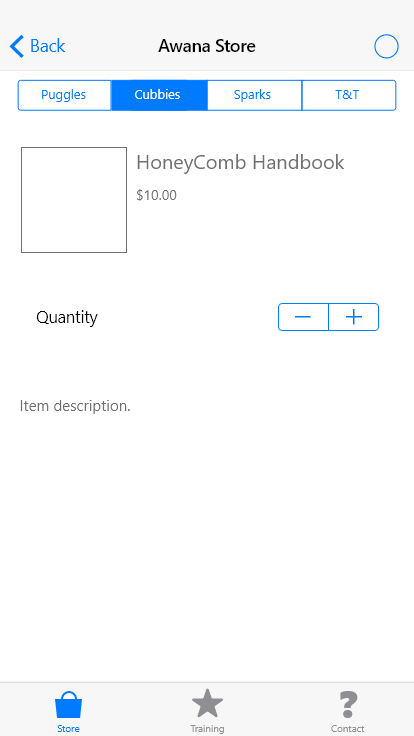 Back
Awana Store
Puggles Cubbies Sparks T&T
HoneyComb Handbook
$10.00
Quantity
Item description.
Store Training Contact